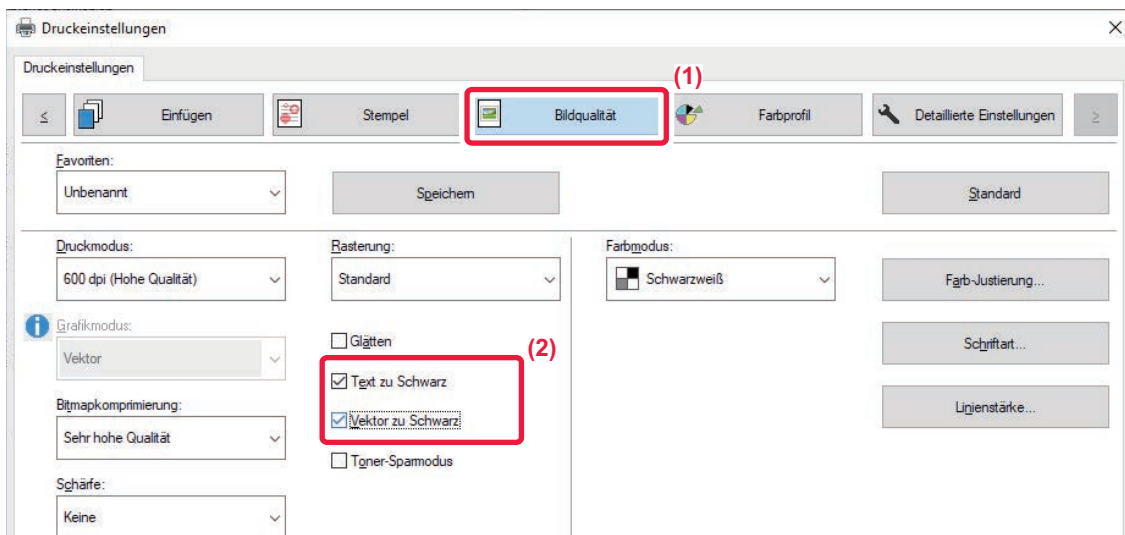 Druckeinstellungen
Druckeinstellungen
(1)
< Einfügen Stempel Bildqualität Farbprofil Detaillierte Einstellungen >
Favoriten:
Unbenannt Speichern Standard
Druckmodus: Rasterung: Farbmodus:
600 dpi (Hohe Qualität) Standard Schwarzweiß Farb-Justierung...
Grafikmodus: Glätten
(2)
Schriftart...
Vektor
Text zu Schwarz
Bitmapkomprimierung:
Vektor zu Schwarz Linienstärke...
Sehr hohe Qualität
Toner-Sparmodus
Schärfe:
Keine